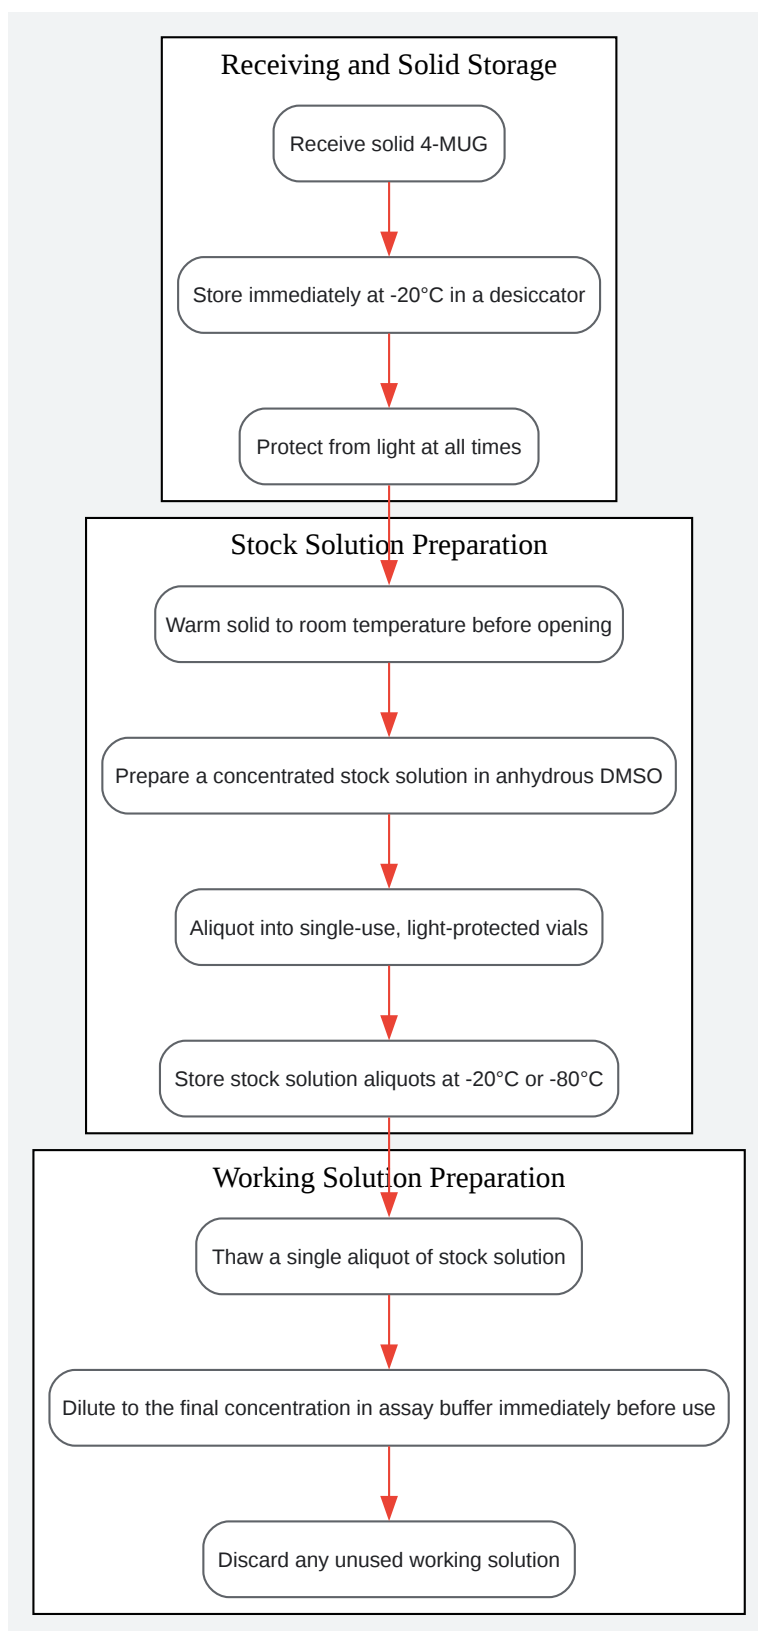 Receiving and Solid Storage
Receive solid 4-MUG
Store immediately at -20°C in a desiccator
Protect from light at all times
Stock Solution Preparation
Warm solid to room temperature before opening
Prepare a concentrated stock solution in anhydrous DMSO
Aliquot into single-use, light-protected vials
Store stock solution aliquots at -20°C or -80°C
Working Solution Preparation
Thaw a single aliquot of stock solution
Dilute to the final concentration in assay buffer immediately before use
Discard any unused working solution